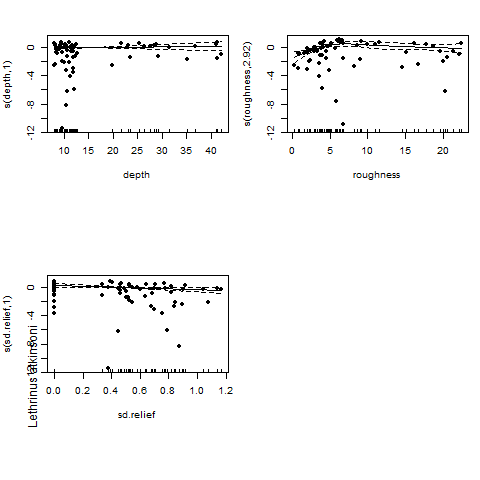 s(depth,1)
0
-4
-8
-12
10 15 20 25 30 35 40
depth
s(roughness,2.92)
0
-4
-8
-12
0 5 10 15 20
roughness
s(sd.relief,1)
0
-4
0.0 0.2 0.4 0.6 0.8 1.0 1.2
sd.relief
Lethrinus atkinsoni